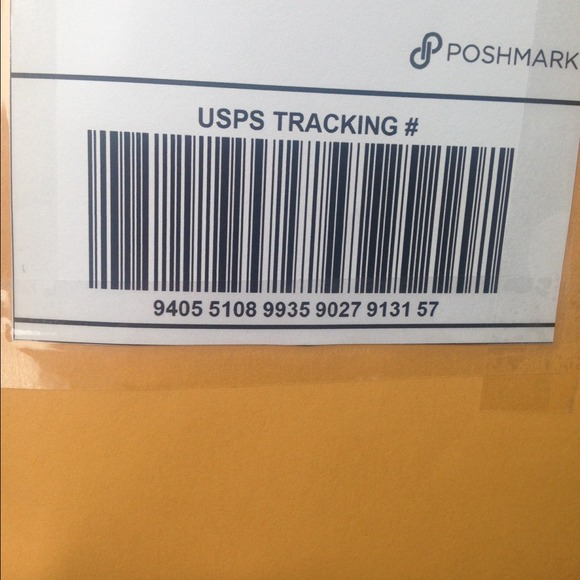 POSHMARK
USPS TRACKING #
9405 5108 9935 9027 9131 57